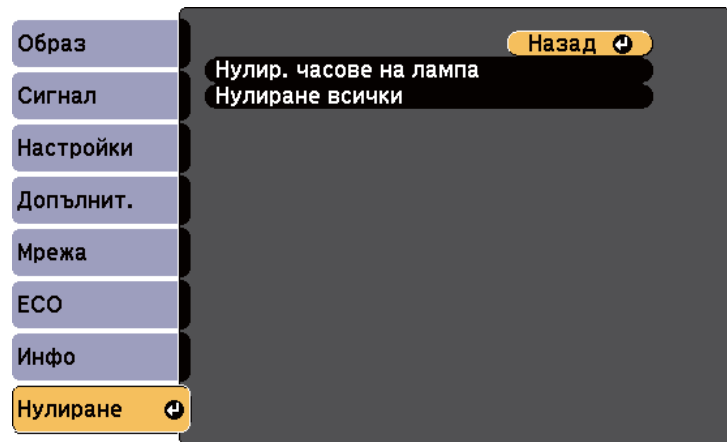 Образ
Сигнал
Настройки
Допълнит.
Мрежа
ECO
Инфо
Нулиране
Назад
Нулир. часове на лампа
Нулиране всички